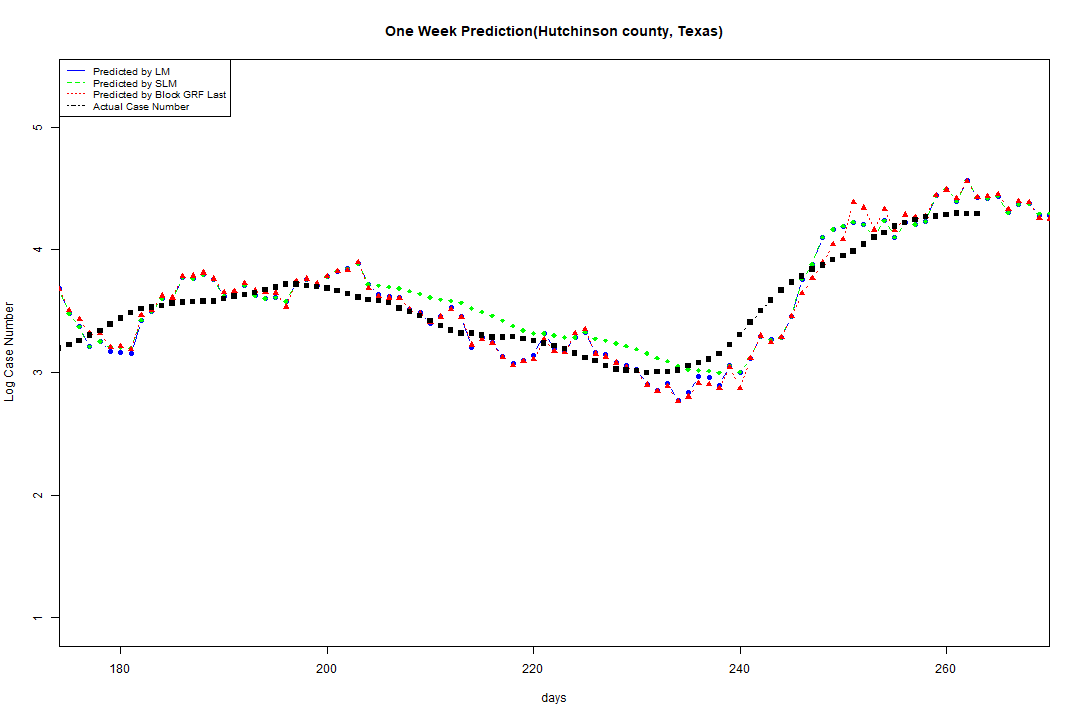 One Week Prediction(Hutchinson county, Texas)
Predicted by LM
Predicted by SLM
Predicted by Block GRF Last
Actual Case Number
5
4
3
2
1
Log Case Number
180 200 220 240 260
days